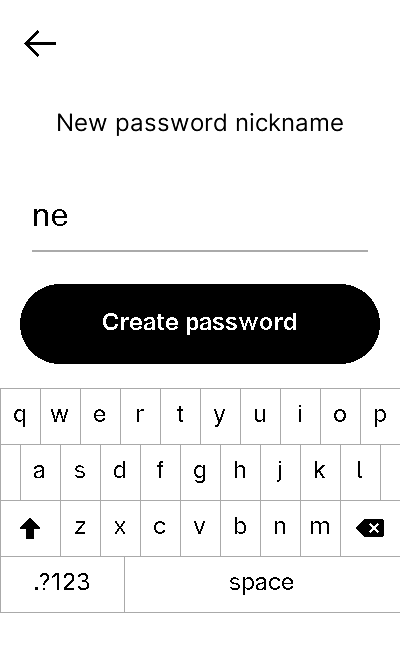 New password nickname
ne
Create password
q w e r t y u i o p
a s d f g h j k l
z x c v b n m
.?123 space